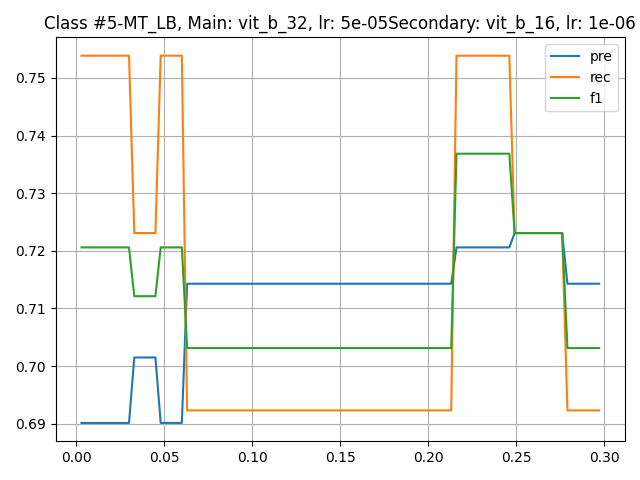 Class #5-MT_LB, Main: vit_b_32, lr: 5e-05Secondary: vit_b_16, lr: 1e-06
pre
rec
f1
0.75
0.74
0.73
0.72
0.71
0.70
0.69
0.00 0.05 0.10 0.15 0.20 0.25 0.30